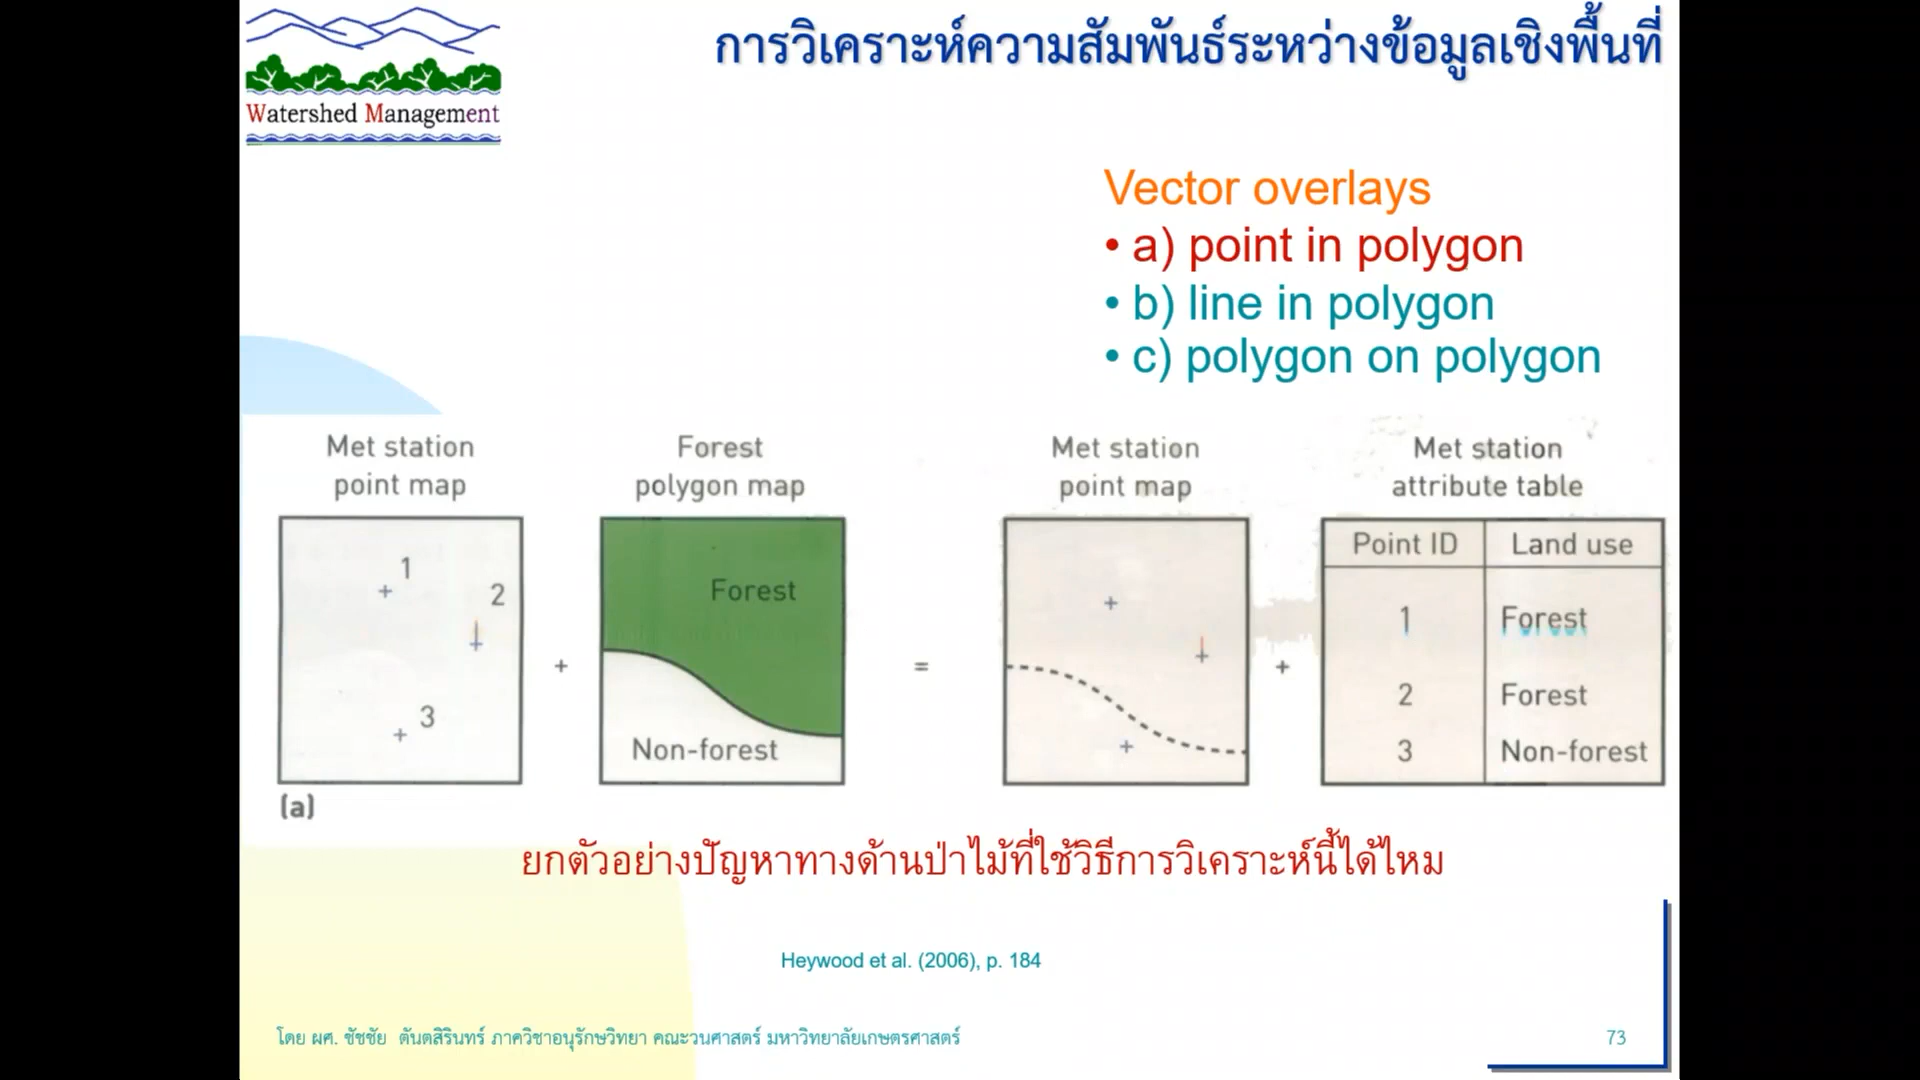 Watershed Management
การวิเคราะห์ความสัมพันธ์ระหว่างข้อมูลเชิงพื้นที่
Vector overlays
• a) point in polygon
• b) line in polygon
• c) polygon on polygon
Met station
point map
Forest
polygon map
Met station
point map
Met station
attribute table
1
2
3
+
Forest
Non-forest
=
+
Point ID Land use
1 Forest
2 Forest
3 Non-forest
(a)
ยกตัวอย่างปัญหาทางด้านป่าไม้ที่ใช้วิธีการวิเคราะห์นี้ได้ไหม
Heywood et al. (2006), p. 184
โดย ผศ. ชัชชัย ตันตสิรินทร์ ภาควิชาอนุรักษวิทยา คณะวนศาสตร์ มหาวิทยาลัยเกษตรศาสตร์
73